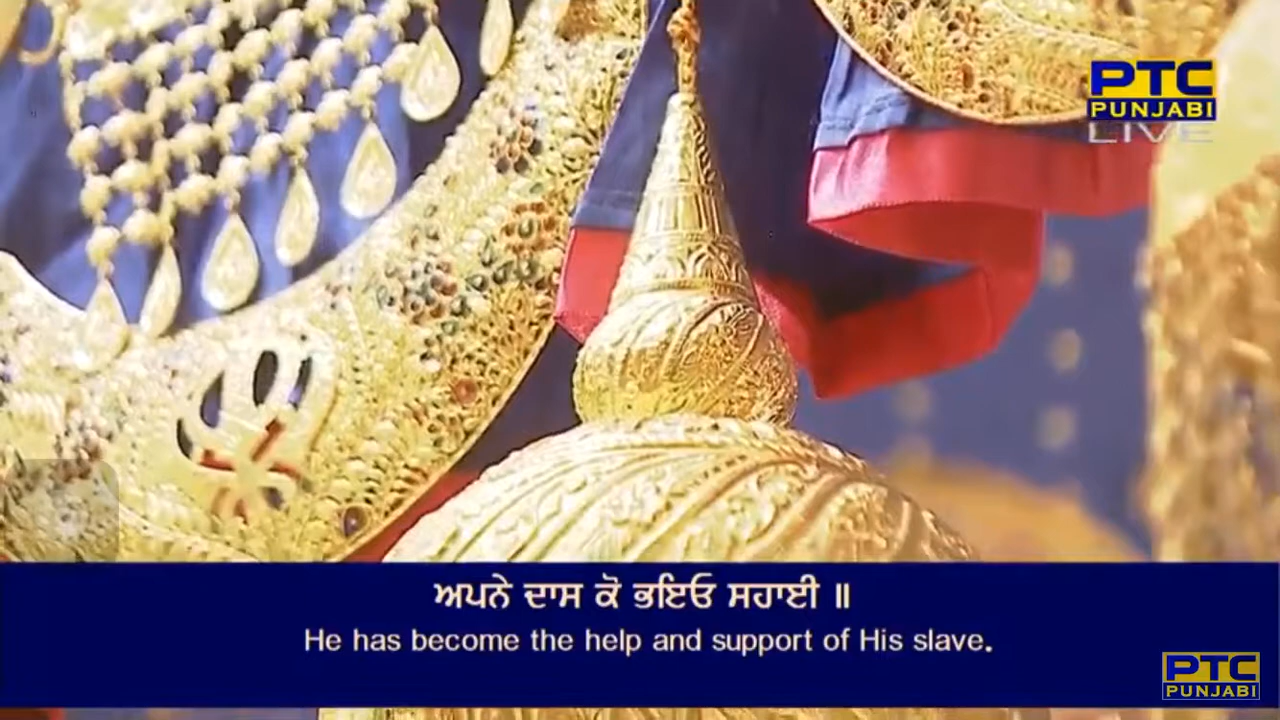 PTC
PUNJABI
LIVE
ਅਪਨੇ ਦਾਸ ਕੋ ਭਇਓ ਸਹਾਈ ॥
He has become the help and support of His slave.
PTC
PUNJABI